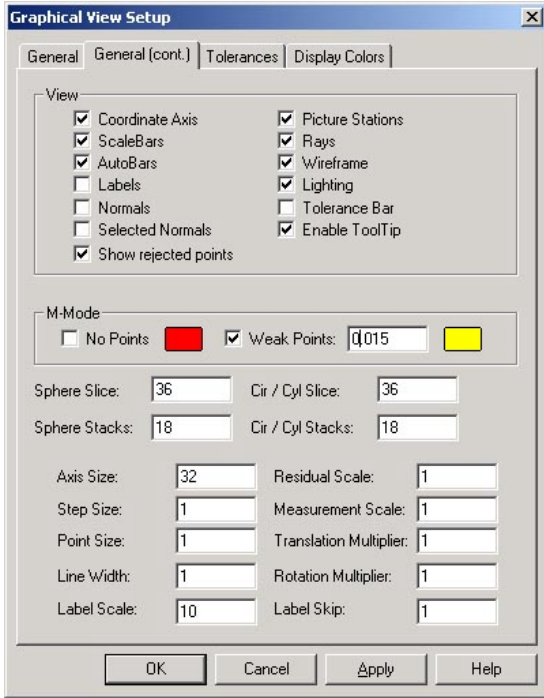 Graphical View Setup
General General (cont.) Tolerances Display Colors
View
Coordinate Axis Picture Stations
ScaleBars Rays
AutoBars Wireframe
Labels Lighting
Normals Tolerance Bar
Selected Normals Enable ToolTip
Show rejected points
M-Mode
No Points Weak Points: 0.015
Sphere Slice: 36 Cir / Cyl Slice: 36
Sphere Stacks: 18 Cir / Cyl Stacks: 18
Axis Size: 32 Residual Scale: 1
Step Size: 1 Measurement Scale: 1
Point Size: 1 Translation Multiplier: 1
Line Width: 1 Rotation Multiplier: 1
Label Scale: 10 Label Skip: 1
OK Cancel Apply Help